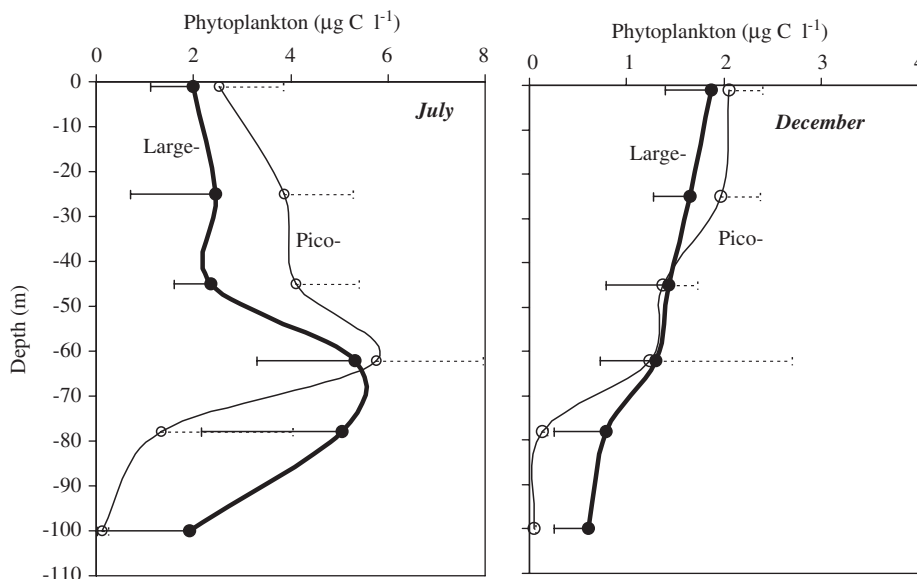 Phytoplankton (µg C l⁻¹)
0 2 4 6 8
July
Large-
Pico-
Depth (m)
0
-10
-20
-30
-40
-50
-60
-70
-80
-90
-100
-110
Phytoplankton (µg C l⁻¹)
0 1 2 3 4
December
Large-
Pico-